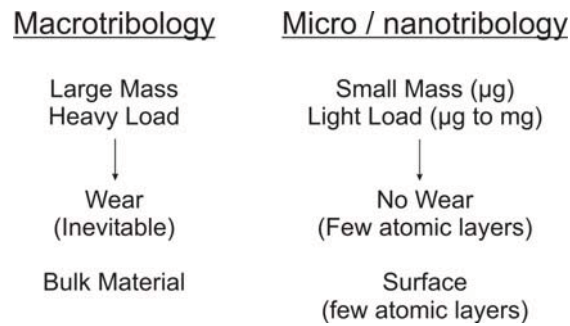 Macrotribology
Large Mass
Heavy Load
Wear
(Inevitable)
Bulk Material
Micro / nanotribology
Small Mass (μg)
Light Load (μg to mg)
No Wear
(Few atomic layers)
Surface
(few atomic layers)